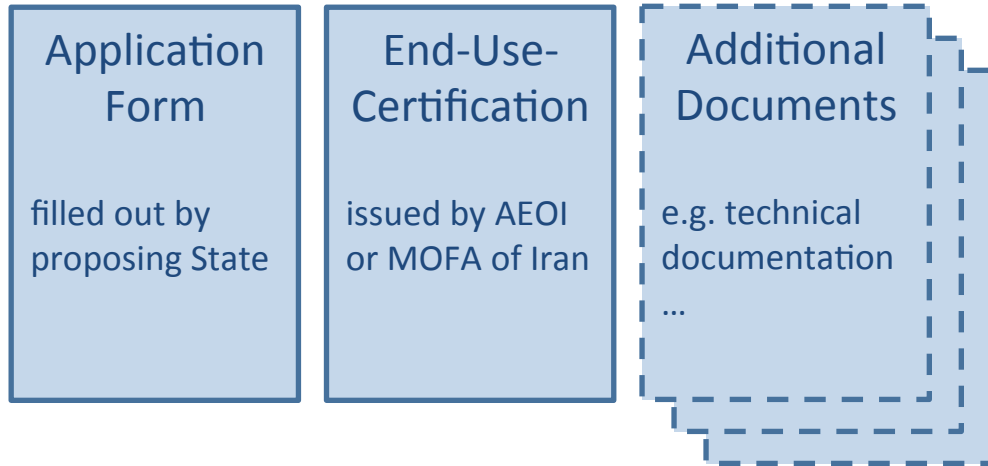 Application
Form
filled out by
proposing State
End-Use-
Certification
issued by AEOI
or MOFA of Iran
Additional
Documents
e.g. technical
documentation
…